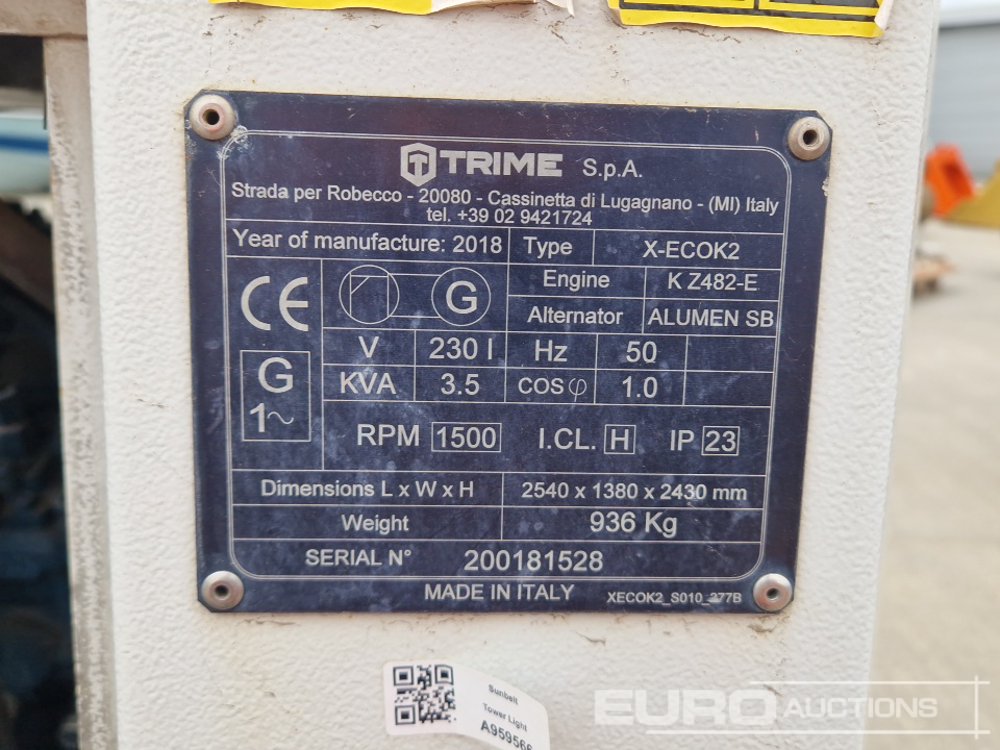 TRIME S.p.A.
Strada per Robecco - 20080 - Cassinetta di Lugagnano - (MI) Italy
tel. +39 02 9421724
Year of manufacture: 2018 Type X-ECOK2
Engine K Z482-E
Alternator ALUMEN SB
CE G
V 230 I Hz 50
KVA 3.5 COS φ 1.0
G
1~
RPM 1500 I.CL. H IP 23
Dimensions L x W x H 2540 x 1380 x 2430 mm
Weight 936 Kg
SERIAL N° 200181528
MADE IN ITALY XECOK2_S010_277B
Sunbelt
Tower Light
A959566
EURO AUCTIONS